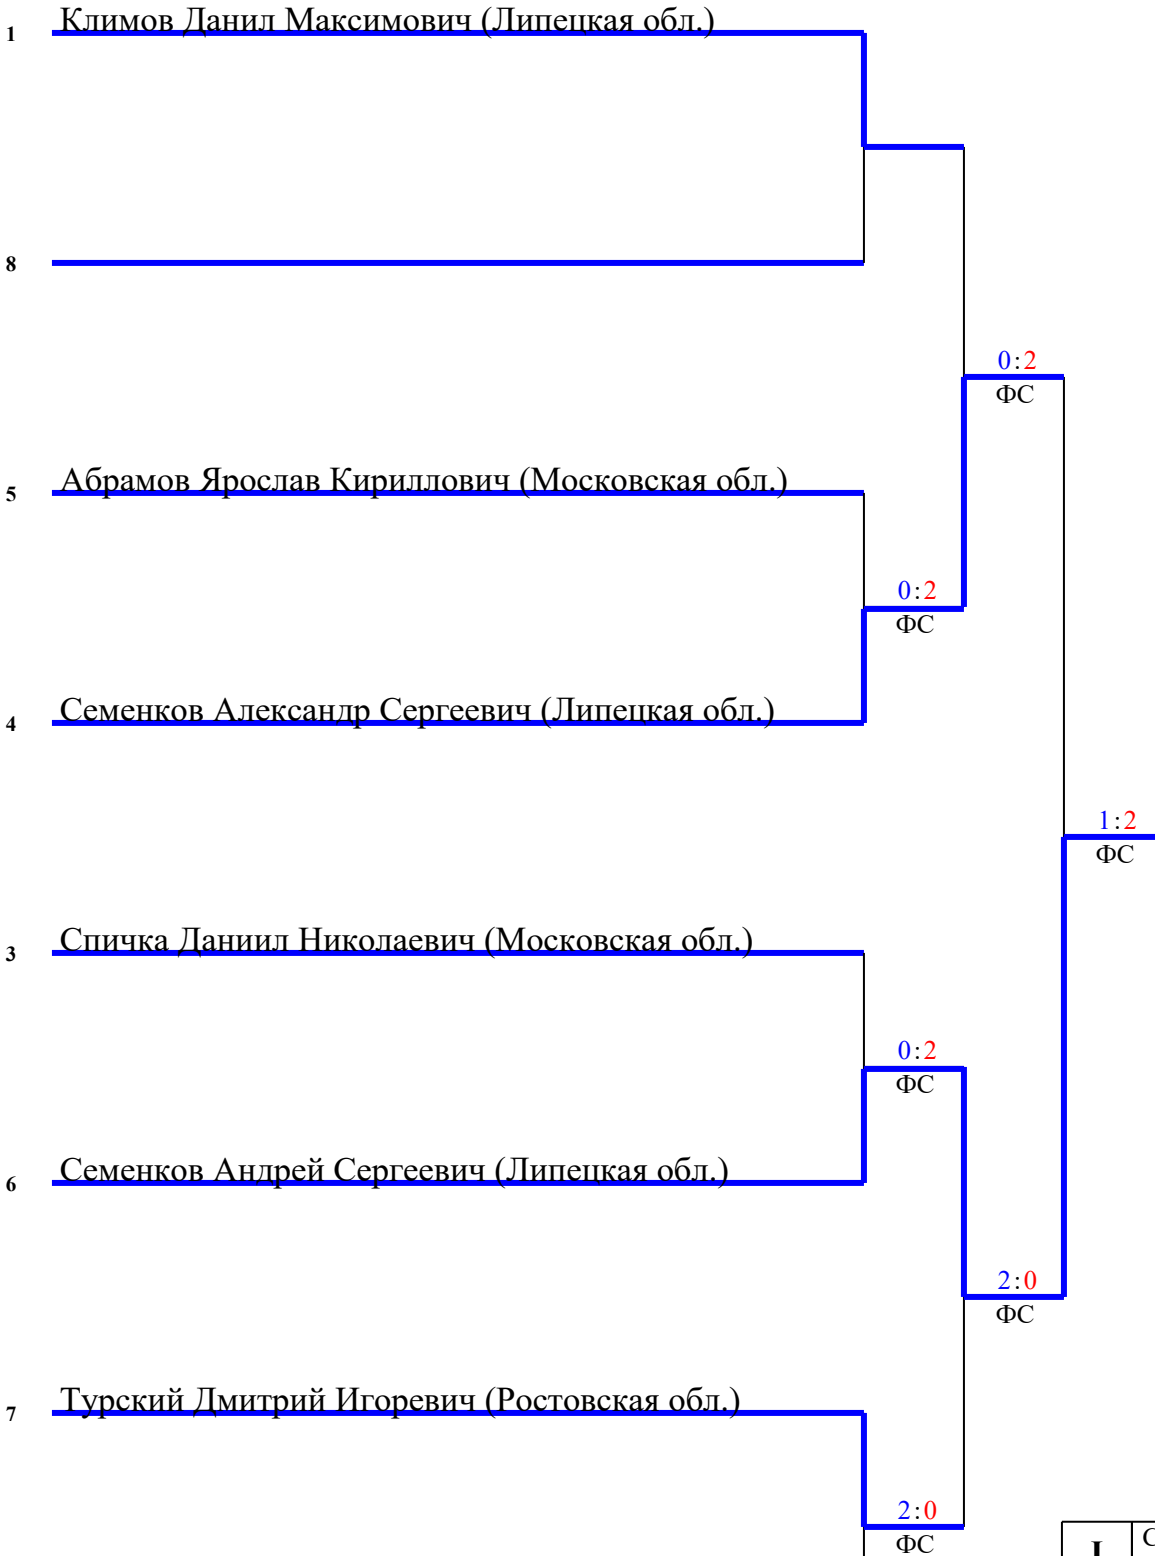 1 Климов Данил Максимович (Липецкая обл.)
8
0:2
ФС
5 Абрамов Ярослав Кириллович (Московская обл.)
0:2
ФС
4 Семенков Александр Сергеевич (Липецкая обл.)
1:2
ФС
3 Спичка Даниил Николаевич (Московская обл.)
0:2
ФС
6 Семенков Андрей Сергеевич (Липецкая обл.)
2:0
ФС
7 Турский Дмитрий Игоревич (Ростовская обл.)
2:0
ФС
I С